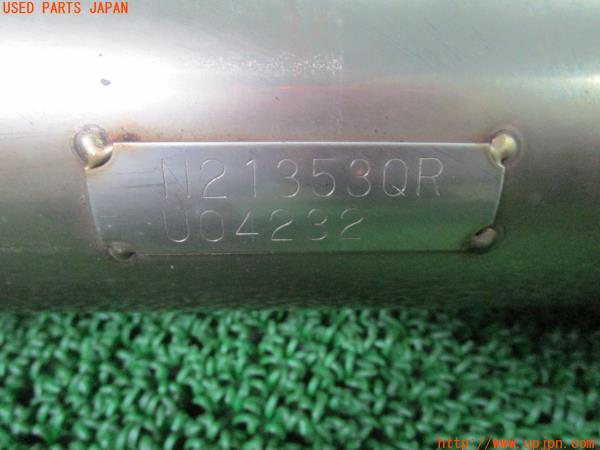 USED PARTS JAPAN
N21353QR
U04232
http://www.upjpn.com